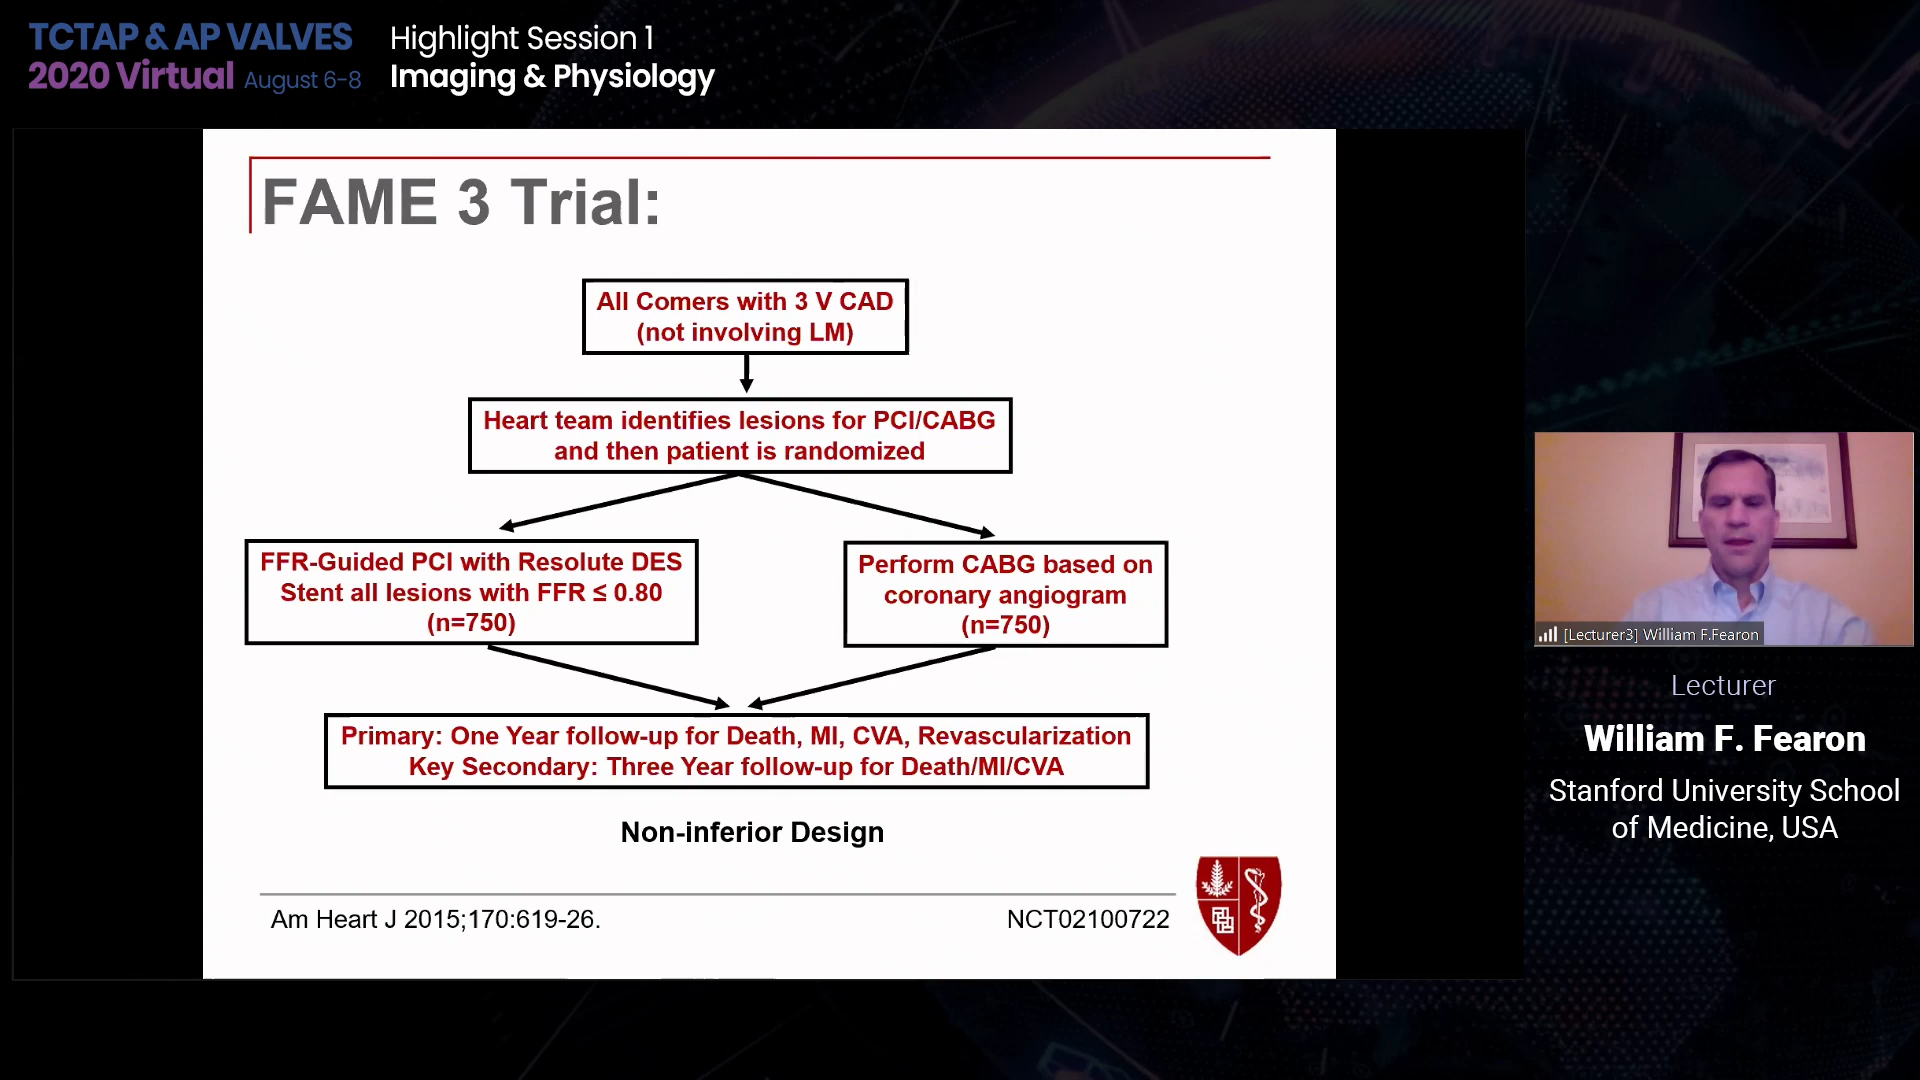 TCTAP & AP VALVES
2020 Virtual August 6-8
Highlight Session 1
Imaging & Physiology
FAME 3 Trial:
All Comers with 3 V CAD
(not involving LM)
Heart team identifies lesions for PCI/CABG
and then patient is randomized
FFR-Guided PCI with Resolute DES
Stent all lesions with FFR ≤ 0.80
(n=750)
Perform CABG based on
coronary angiogram
(n=750)
Primary: One Year follow-up for Death, MI, CVA, Revascularization
Key Secondary: Three Year follow-up for Death/MI/CVA
Non-inferior Design
Am Heart J 2015;170:619-26.
NCT02100722
[Lecturer3] William F.Fearon
Lecturer
William F. Fearon
Stanford University School
of Medicine, USA